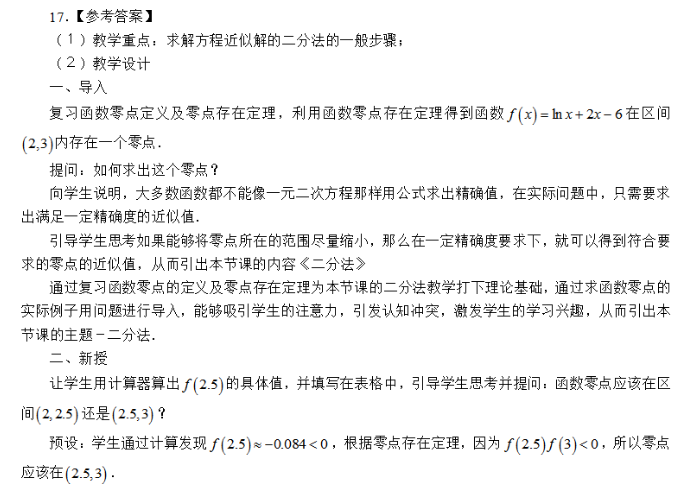 17.【参考答案】
（1）教学重点：求解方程近似解的二分法的一般步骤；
（2）教学设计
一、导入
复习函数零点定义及零点存在定理，利用函数零点存在定理得到函数 f(x)=ln x+2x−6 在区间
(2,3)内存在一个零点．
提问：如何求出这个零点？
向学生说明，大多数函数都不能像一元二次方程那样用公式求出精确值，在实际问题中，只需要求
出满足一定精确度的近似值．
引导学生思考如果能够将零点所在的范围尽量缩小，那么在一定精确度要求下，就可以得到符合要
求的零点的近似值，从而引出本节课的内容《二分法》
通过复习函数零点的定义及零点存在定理为本节课的二分法教学打下理论基础，通过求函数零点的
实际例子用问题进行导入，能够吸引学生的注意力，引发认知冲突，激发学生的学习兴趣，从而引出本
节课的主题－二分法．
二、新授
让学生用计算器算出 f(2.5)的具体值，并填写在表格中，引导学生思考并提问：函数零点应该在区
间(2,2.5)还是(2.5,3)？
预设：学生通过计算发现 f(2.5)≈−0.084<0，根据零点存在定理，因为 f(2.5)f(3)<0，所以零点
应该在(2.5,3)．